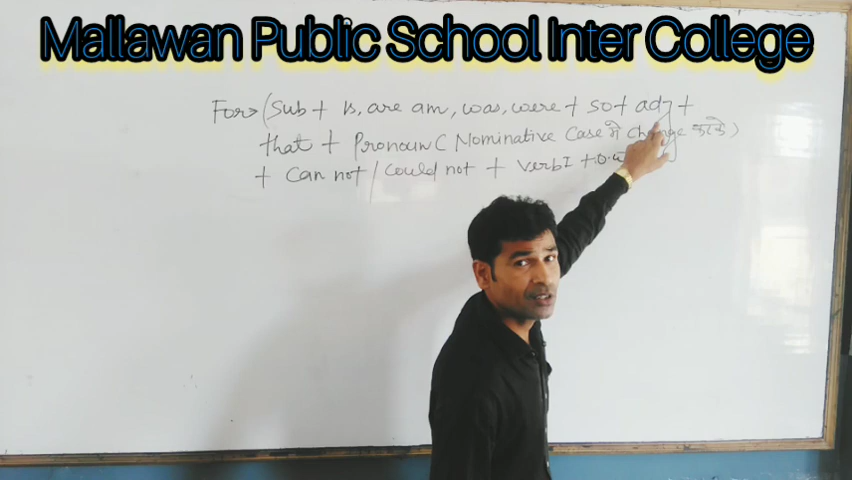 Mallawan Public School Inter College
For→ (Sub + is, are am, was, were + so + adj +
that + Pronoun ( Nominative Case में Change करके )
+ Can not / Could not + Verb I + O.W